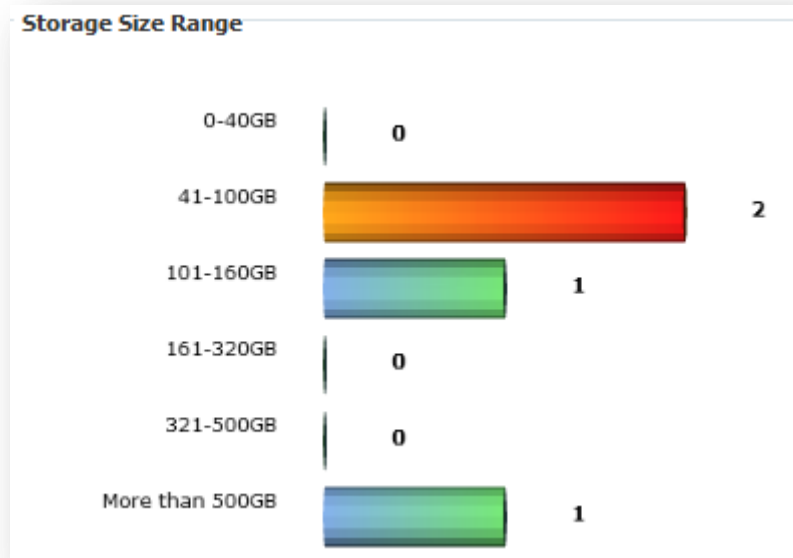 Storage Size Range
0-40GB 0
41-100GB 2
101-160GB 1
161-320GB 0
321-500GB 0
More than 500GB 1